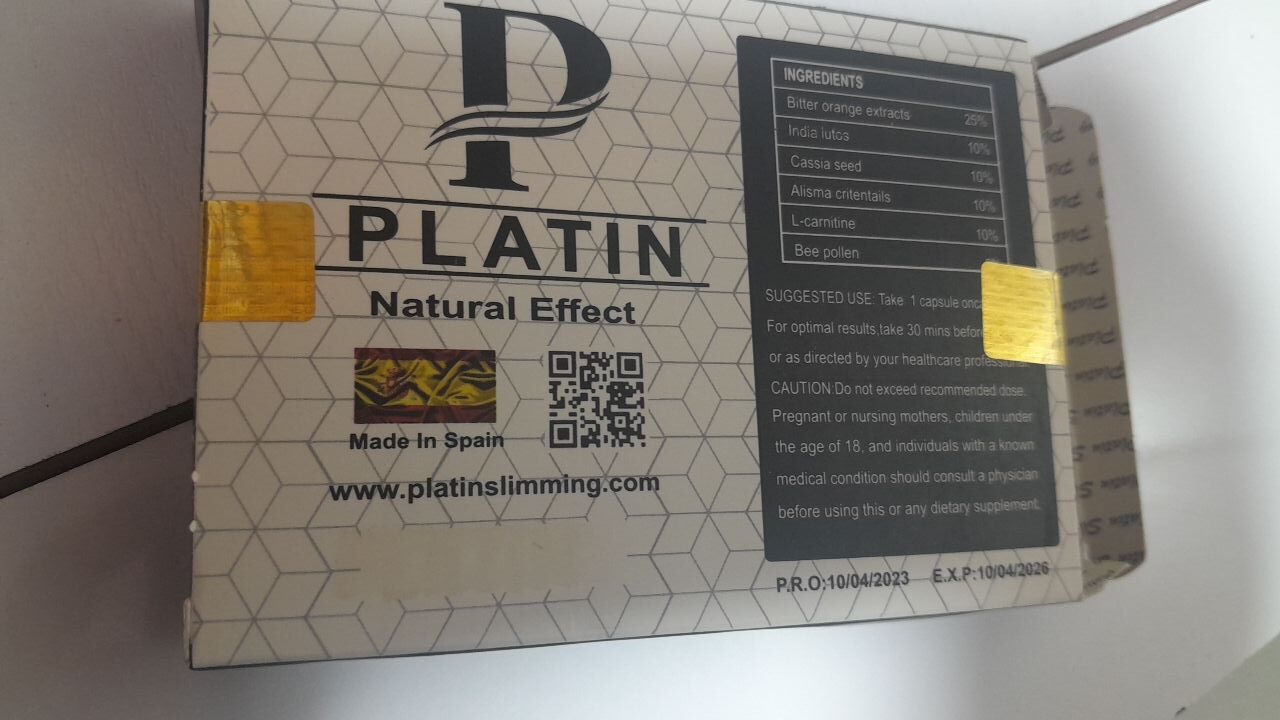 P
PLATIN
Natural Effect
Made In Spain
www.platinslimming.com
INGREDIENTS
Bitter orange extracts 25%
India lutos 10%
Cassia seed 10%
Alisma critentails 10%
L-carnitine 10%
Bee pollen
SUGGESTED USE: Take 1 capsule
For optimal results,take 30 mins
or as directed by your healthcare professional.
CAUTION:Do not exceed recommended dose.
Pregnant or nursing mothers, children under
the age of 18, and individuals with a known
medical condition should consult a physician
before using this or any dietary supplement.
P.R.O:10/04/2023 E.X.P:10/04/2026